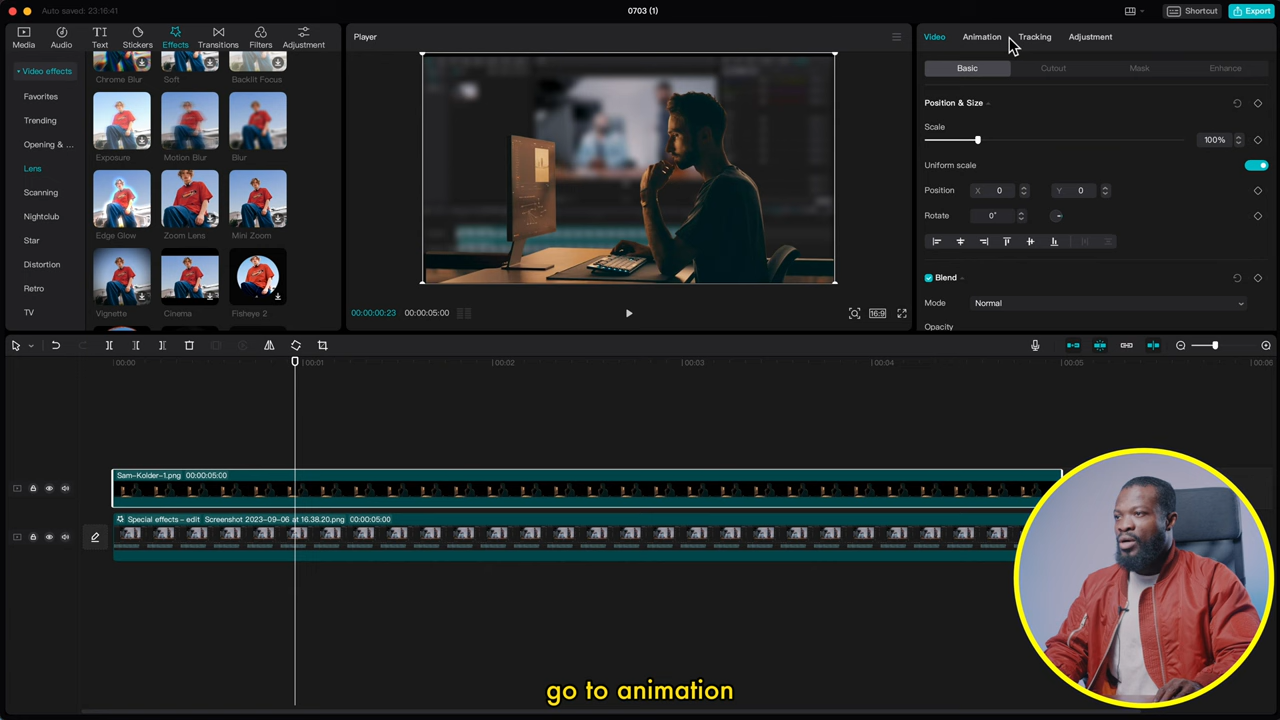 Auto saved: 23:16:41
0703 (1)
Shortcut
Export
Media
Audio
Text
Stickers
Effects
Transitions
Filters
Adjustment
Video effects
Favorites
Trending
Opening & ...
Lens
Scanning
Nightclub
Star
Distortion
Retro
TV
Chrome Blur
Soft
Backlit Focus
Exposure
Motion Blur
Blur
Edge Glow
Zoom Lens
Mini Zoom
Vignette
Cinema
Fisheye 2
Player
00:00:00:23
00:00:05:00
16:9
Video
Animation
Tracking
Adjustment
Basic
Cutout
Mask
Enhance
Position & Size
Scale
100%
Uniform scale
Position X 0 Y 0
Rotate 0°
Blend
Mode Normal
Opacity
00:00
00:01
00:02
00:03
00:04
00:05
00:06
Sam-Kolder-1.png 00:00:05:00
Special effects – edit Screenshot 2023-09-06 at 16.38.20.png 00:00:05:00
go to animation